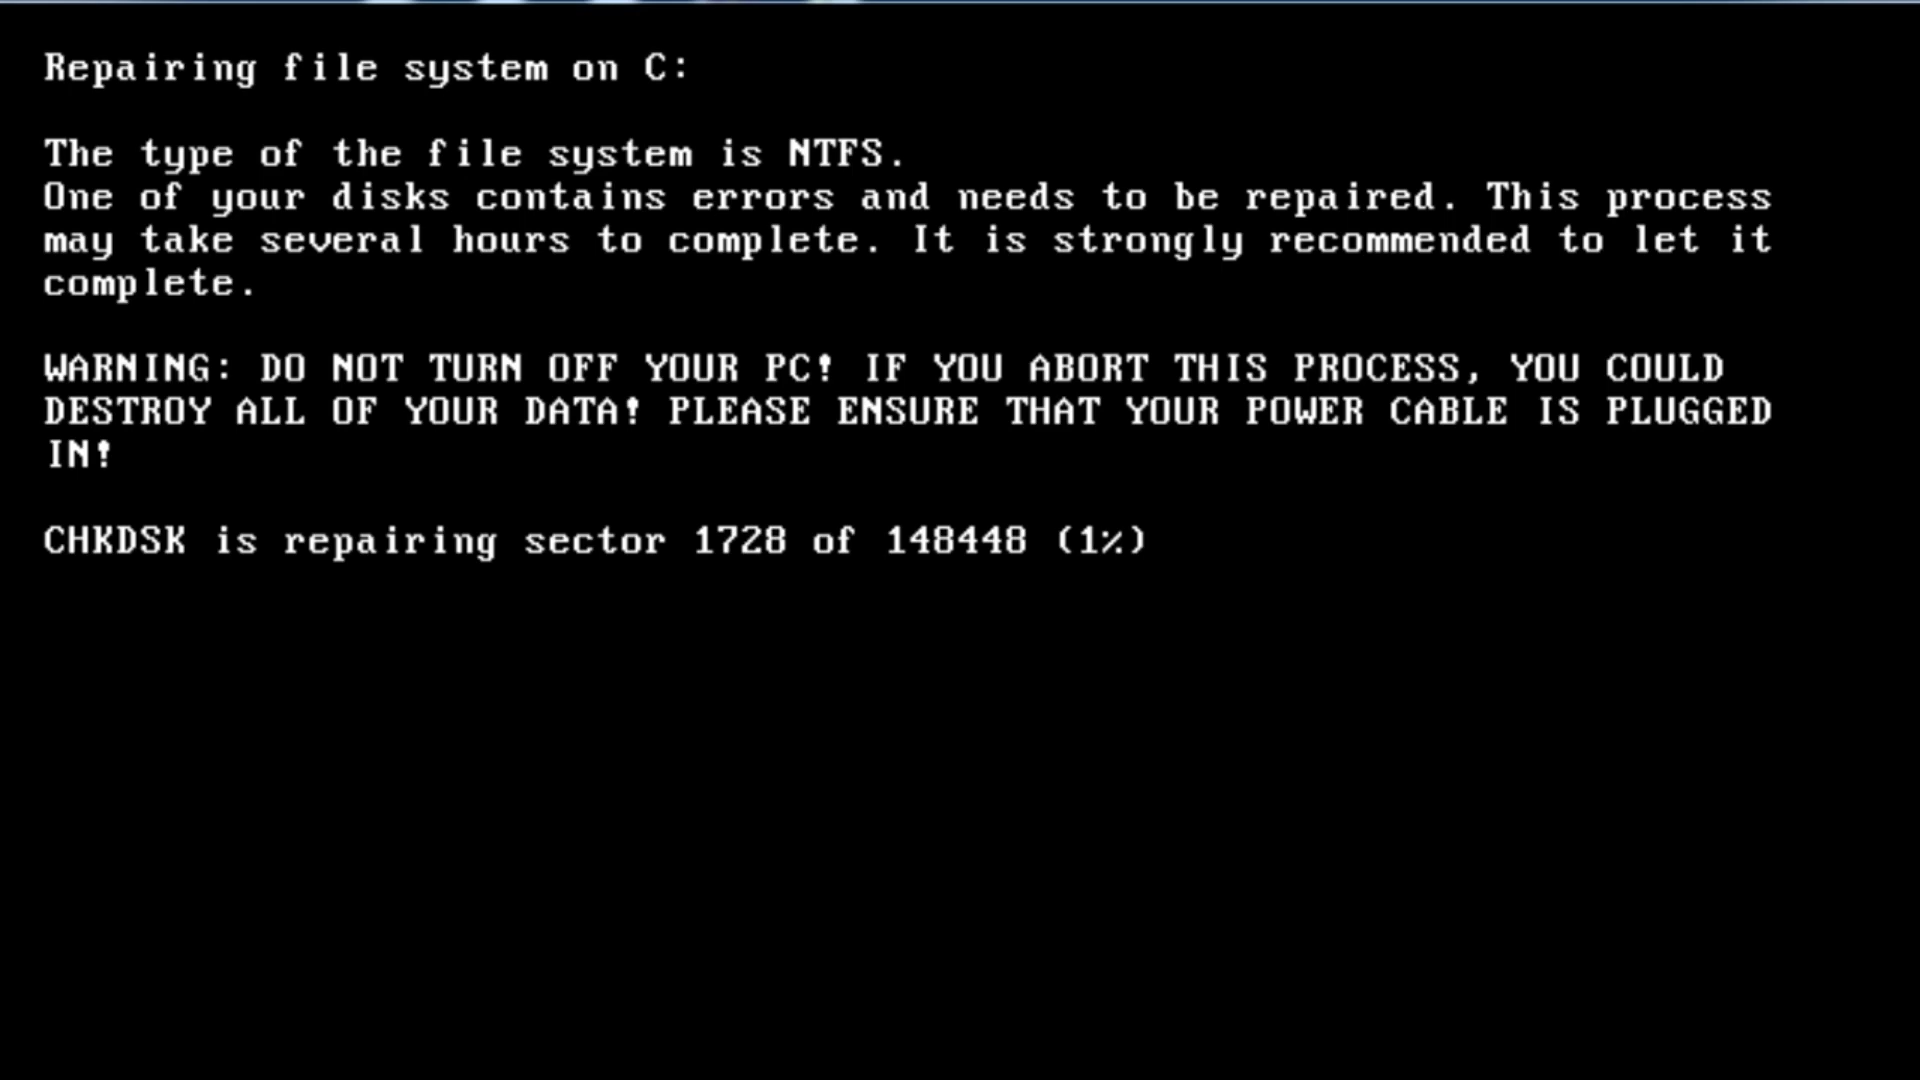 Repairing file system on C:
The type of the file system is NTFS.
One of your disks contains errors and needs to be repaired. This process
may take several hours to complete. It is strongly recommended to let it
complete.
WARNING: DO NOT TURN OFF YOUR PC! IF YOU ABORT THIS PROCESS, YOU COULD
DESTROY ALL OF YOUR DATA! PLEASE ENSURE THAT YOUR POWER CABLE IS PLUGGED
IN!
CHKDSK is repairing sector 1728 of 148448 (1%)